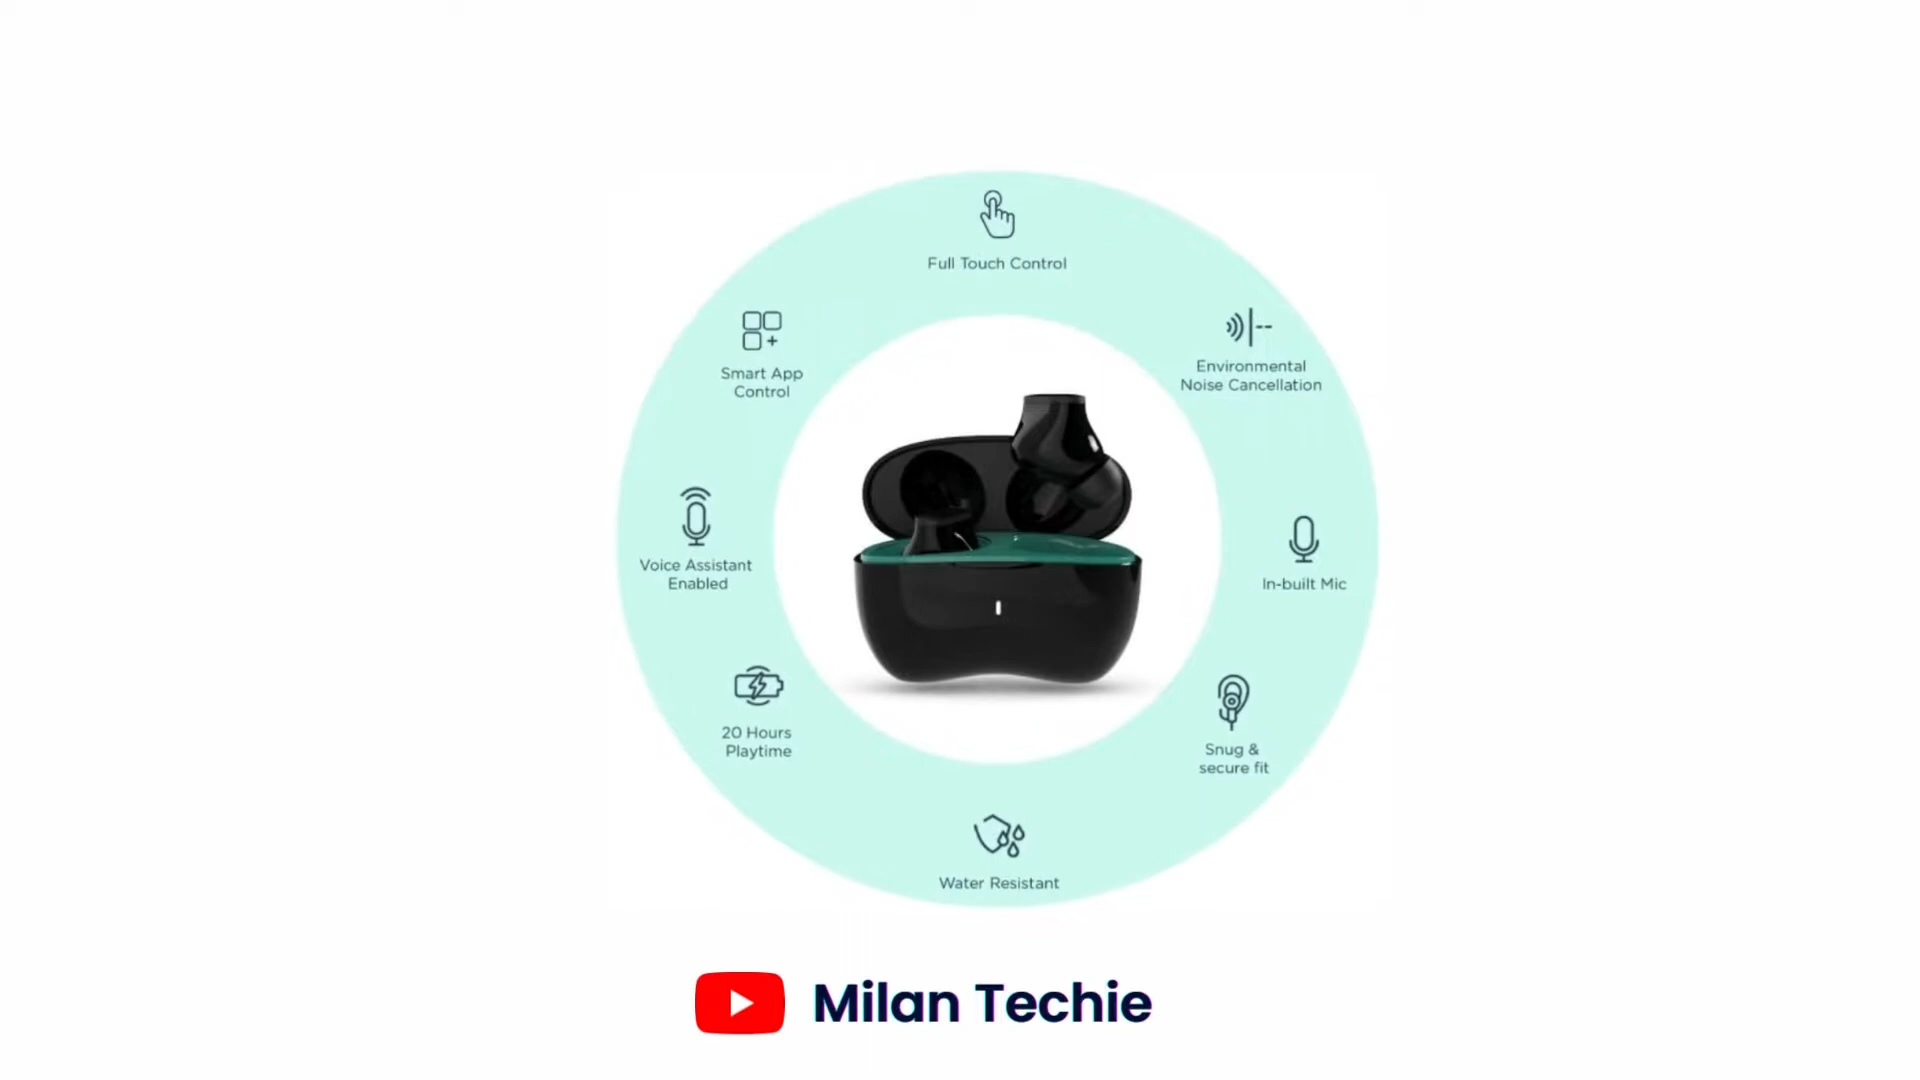 Full Touch Control
Smart App
Control
Environmental
Noise Cancellation
Voice Assistant
Enabled
In-built Mic
20 Hours
Playtime
Snug &
secure fit
Water Resistant
Milan Techie